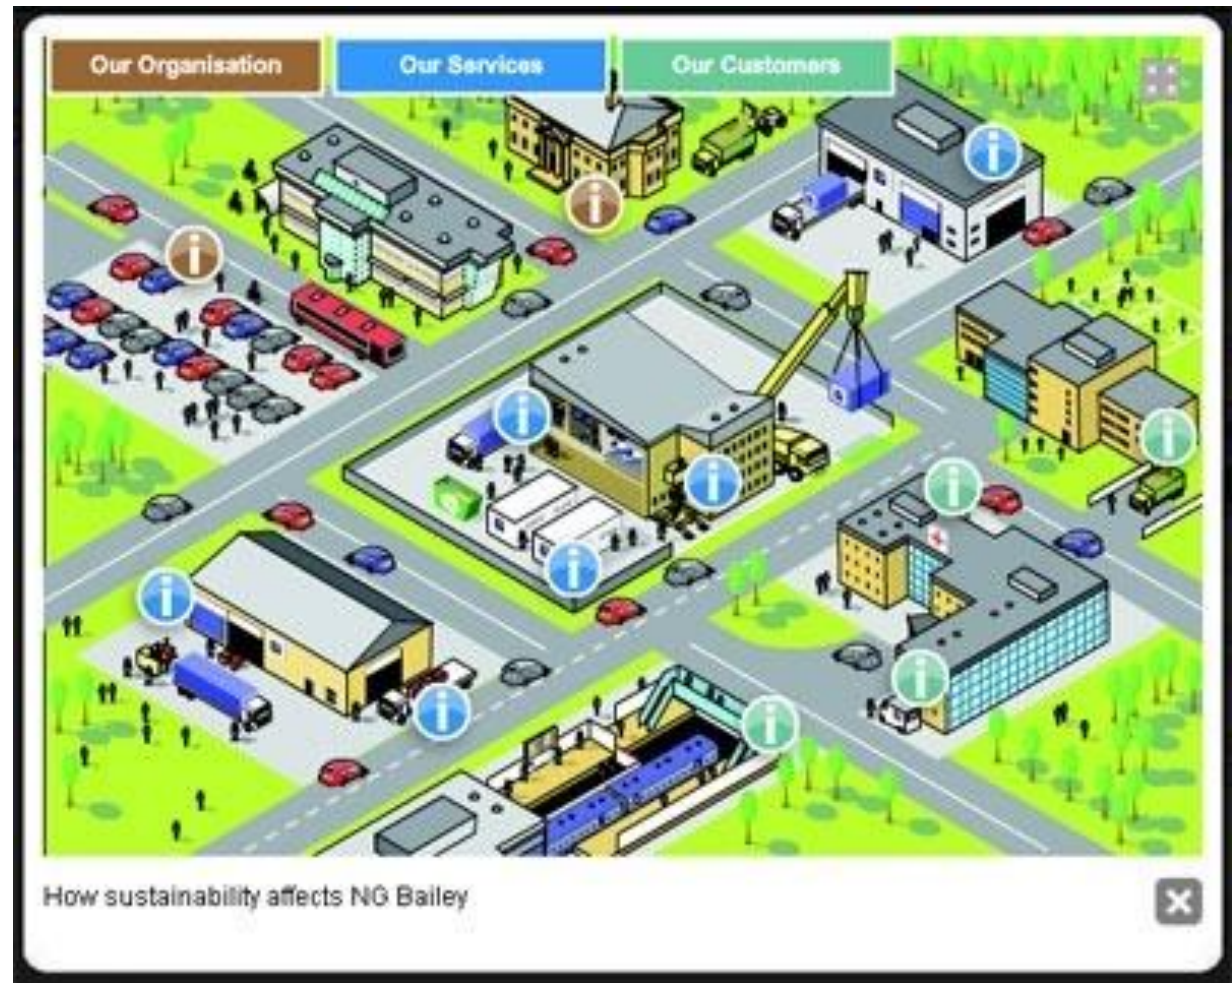 Our Organisation
Our Services
Our Customers
How sustainability affects NG Bailey